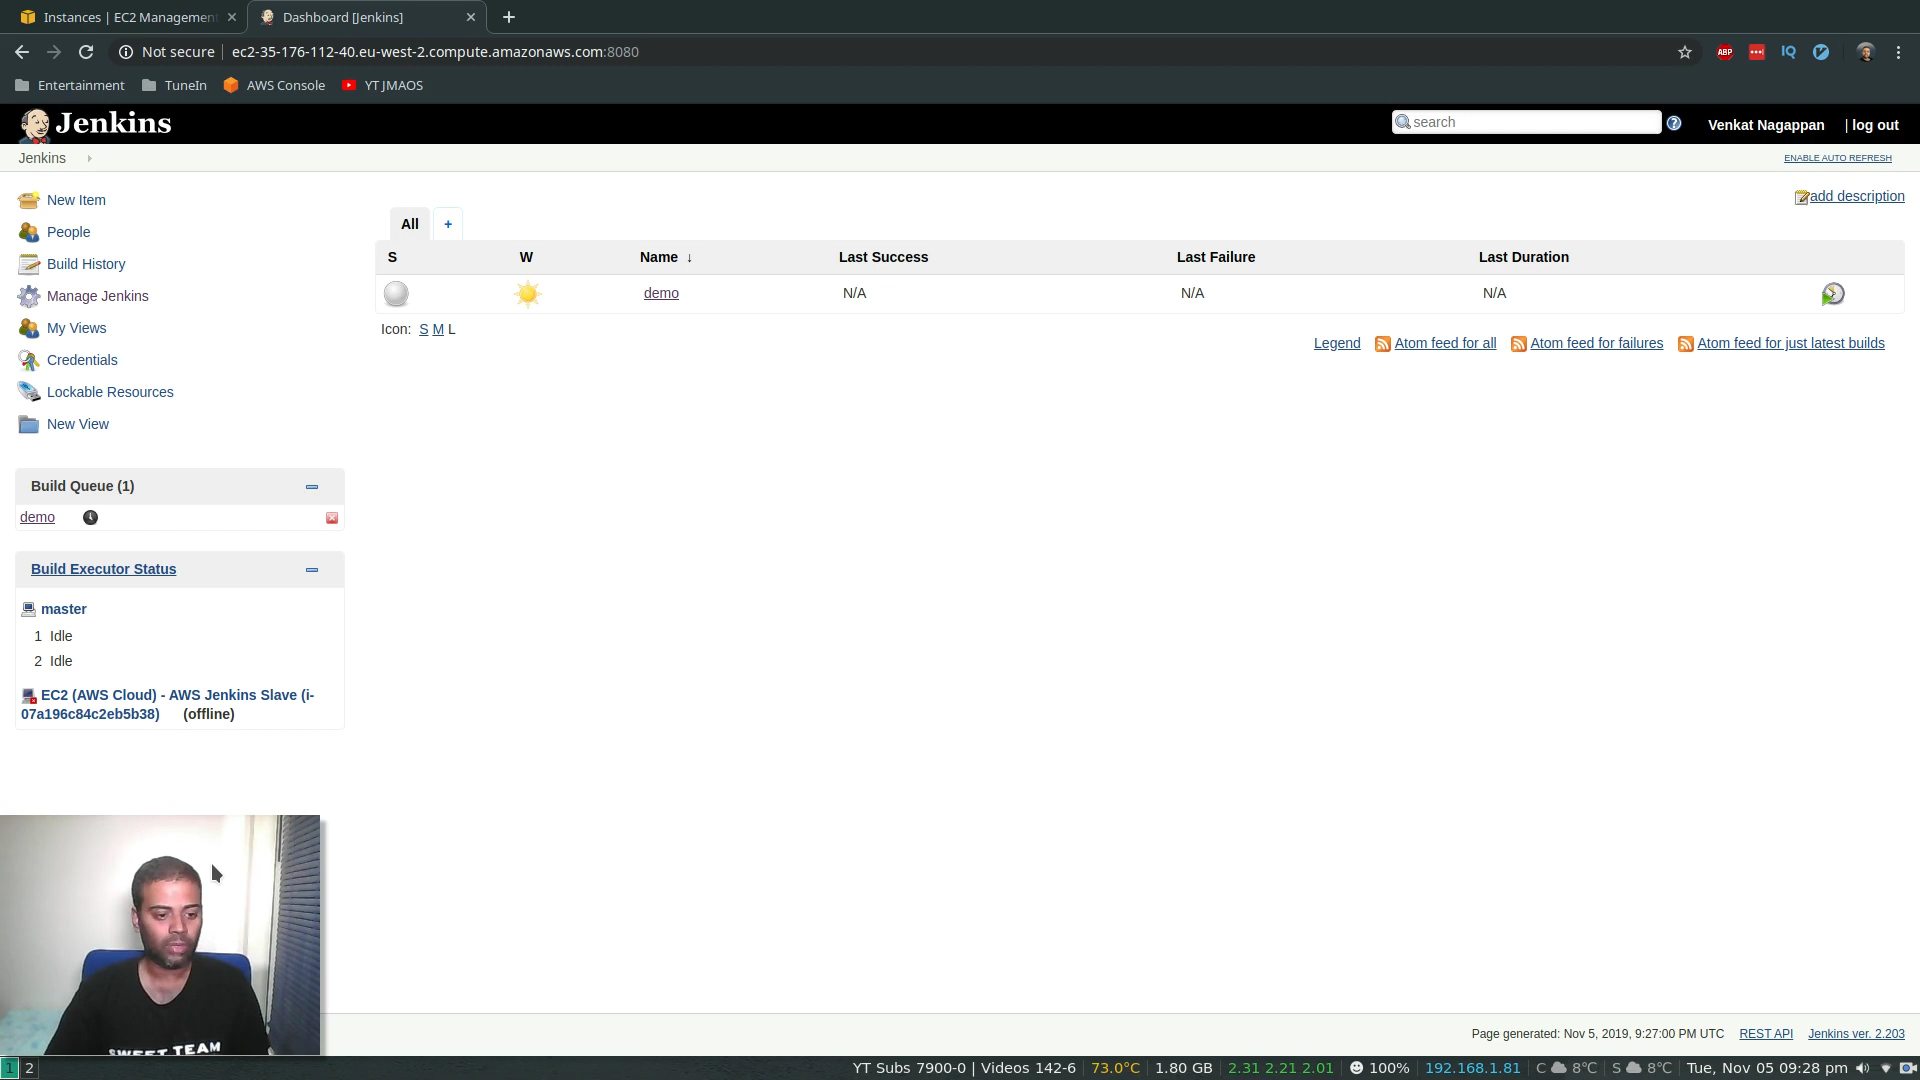 Instances | EC2 Management
Dashboard [Jenkins]
Not secure | ec2-35-176-112-40.eu-west-2.compute.amazonaws.com:8080
ABP
IQ
Entertainment TuneIn AWS Console YT JMAOS
Jenkins
search
Venkat Nagappan | log out
Jenkins
ENABLE AUTO REFRESH
New Item
People
Build History
Manage Jenkins
My Views
Credentials
Lockable Resources
New View
add description
All +
S W Name ↓ Last Success Last Failure Last Duration
demo N/A N/A N/A
Icon: S M L
Legend Atom feed for all Atom feed for failures Atom feed for just latest builds
Build Queue (1)
demo
Build Executor Status
master
1 Idle
2 Idle
EC2 (AWS Cloud) - AWS Jenkins Slave (i-
07a196c84c2eb5b38) (offline)
SWEET TEAM
Page generated: Nov 5, 2019, 9:27:00 PM UTC REST API Jenkins ver. 2.203
1 2
YT Subs 7900-0 | Videos 142-6 73.0°C 1.80 GB 2.31 2.21 2.01 100% 192.168.1.81 C 8°C S 8°C Tue, Nov 05 09:28 pm